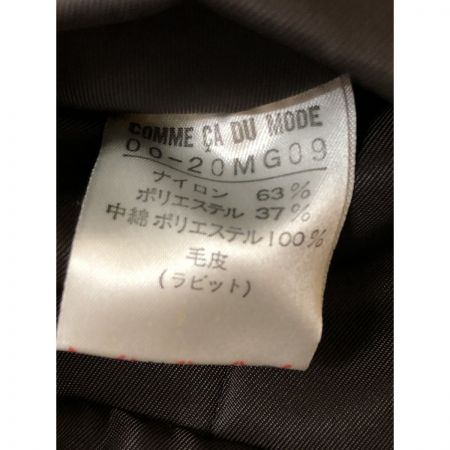 COMME ÇA DU MODE
00-20MG09
ナイロン 63%
ポリエステル 37%
中綿 ポリエステル100%
毛皮
(ラビット)